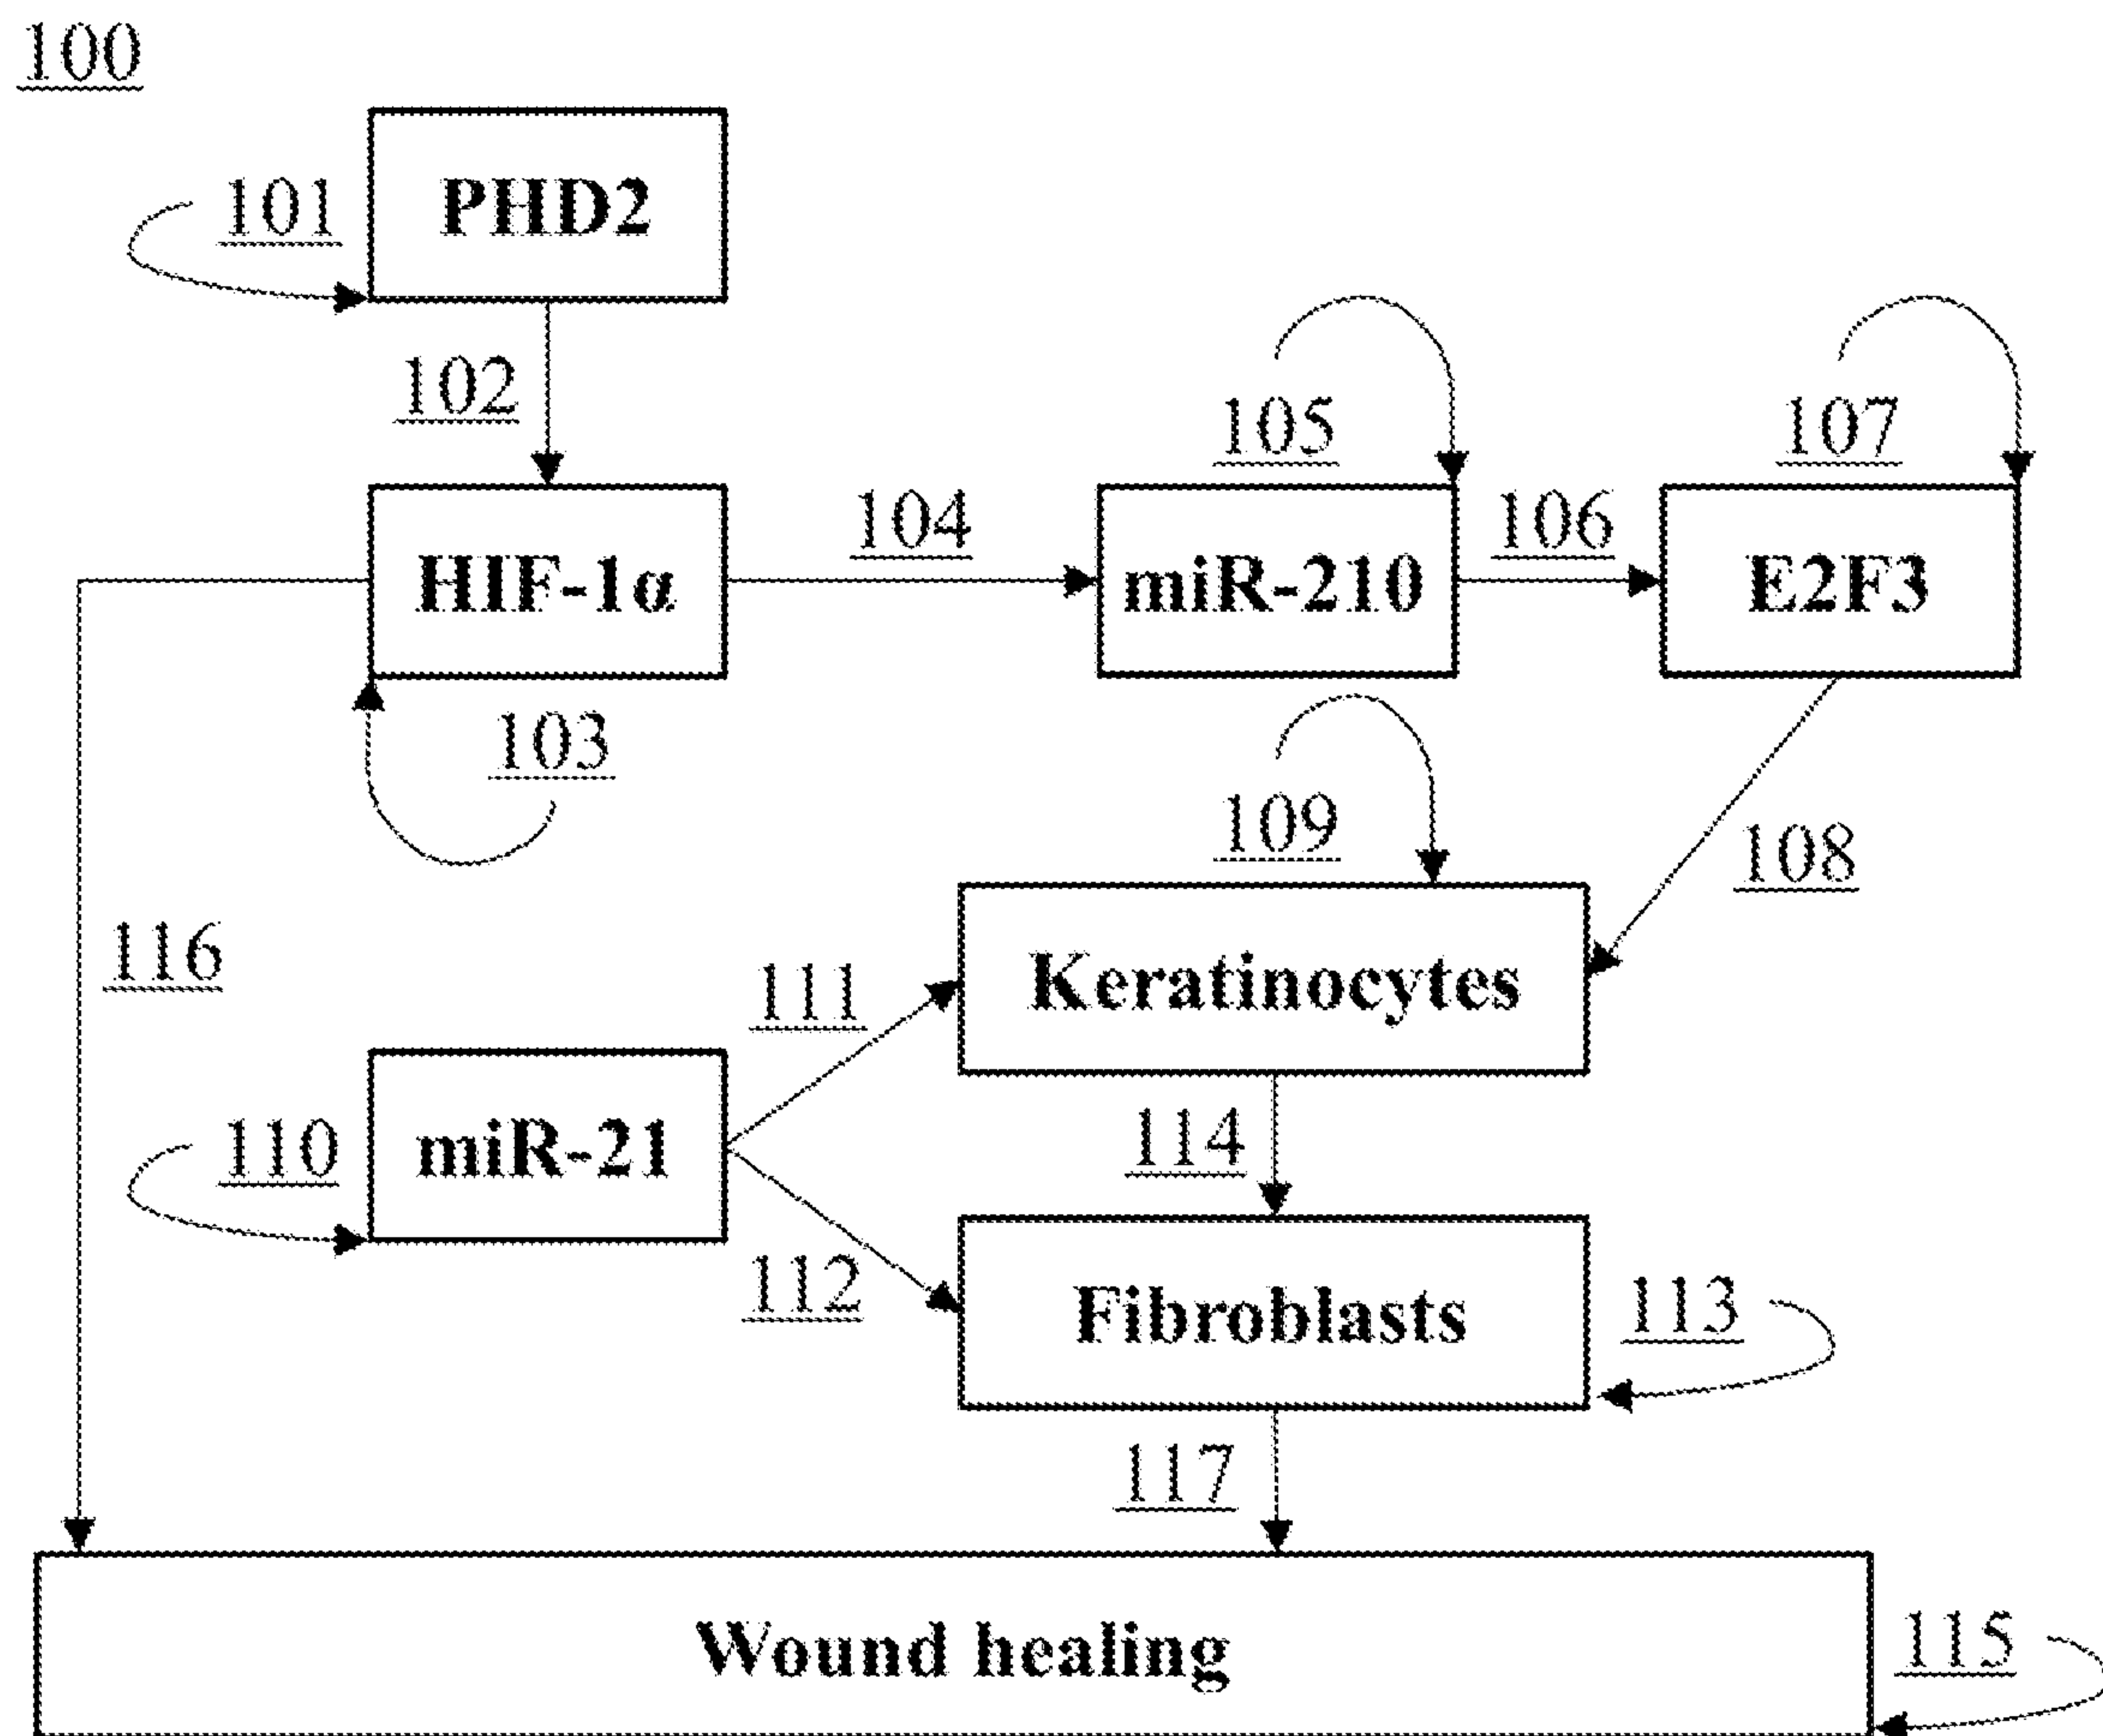 100
101
PHD2
102
105
107
HIF-1α
104
miR-210
106
E2F3
103
109
108
116
111
Keratinocytes
110
miR-21
114
112
Fibroblasts
113
117
Wound healing
115